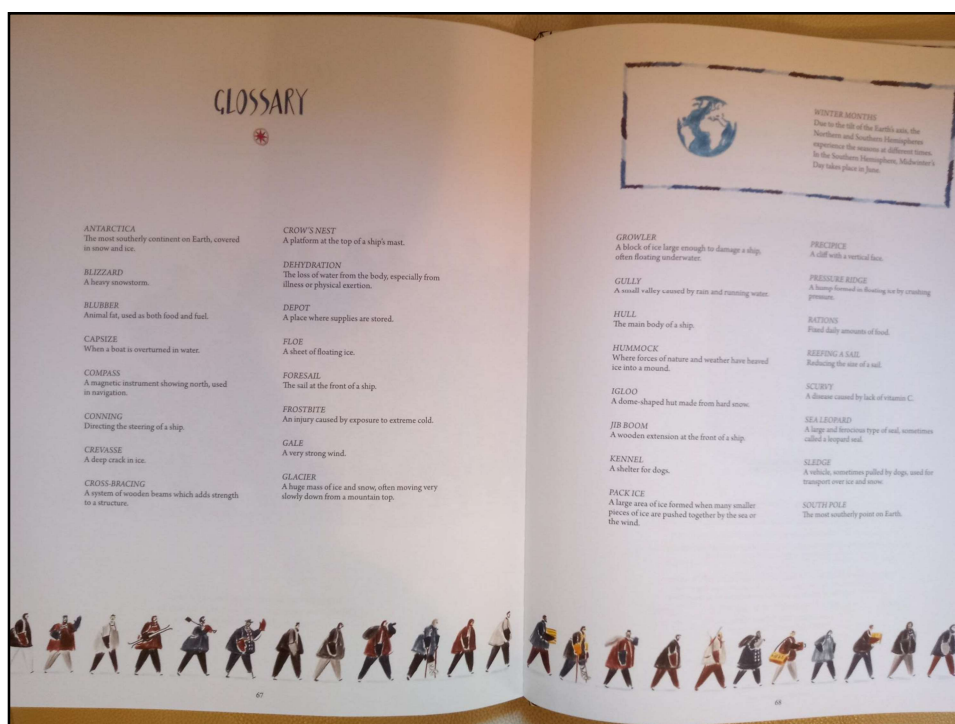 GLOSSARY
ANTARCTICA
The most southerly continent on Earth, covered
in snow and ice.
BLIZZARD
A heavy snowstorm.
BLUBBER
Animal fat, used as both food and fuel.
CAPSIZE
When a boat is overturned in water.
COMPASS
A magnetic instrument showing north, used
in navigation.
CONNING
Directing the steering of a ship.
CREVASSE
A deep crack in ice.
CROSS-BRACING
A system of wooden beams which adds strength
to a structure.
CROW'S NEST
A platform at the top of a ship's mast.
DEHYDRATION
The loss of water from the body, especially from
illness or physical exertion.
DEPOT
A place where supplies are stored.
FLOE
A sheet of floating ice.
FORESAIL
The sail at the front of a ship.
FROSTBITE
An injury caused by exposure to extreme cold.
GALE
A very strong wind.
GLACIER
A huge mass of ice and snow, often moving very
slowly down from a mountain top.
67
WINTER MONTHS
Due to the tilt of the Earth's axis, the
Northern and Southern Hemispheres
experience the seasons at different times.
In the Southern Hemisphere, Midwinter's
Day takes place in June.
GROWLER
A block of ice large enough to damage a ship,
often floating underwater.
GULLY
A small valley caused by rain and running water.
HULL
The main body of a ship.
HUMMOCK
Where forces of nature and weather have heaved
ice into a mound.
IGLOO
A dome-shaped hut made from hard snow.
JIB BOOM
A wooden extension at the front of a ship.
KENNEL
A shelter for dogs.
PACK ICE
A large area of ice formed when many smaller
pieces of ice are pushed together by the sea or
the wind.
PRECIPICE
A cliff with a vertical face.
PRESSURE RIDGE
A hump formed in floating ice by crushing
pressure.
RATIONS
Fixed daily amounts of food.
REEFING A SAIL
Reducing the size of a sail.
SCURVY
A disease caused by lack of vitamin C.
SEA LEOPARD
A large and ferocious type of seal, sometimes
called a leopard seal.
SLEDGE
A vehicle, sometimes pulled by dogs, used for
transport over ice and snow.
SOUTH POLE
The most southerly point on Earth.
68